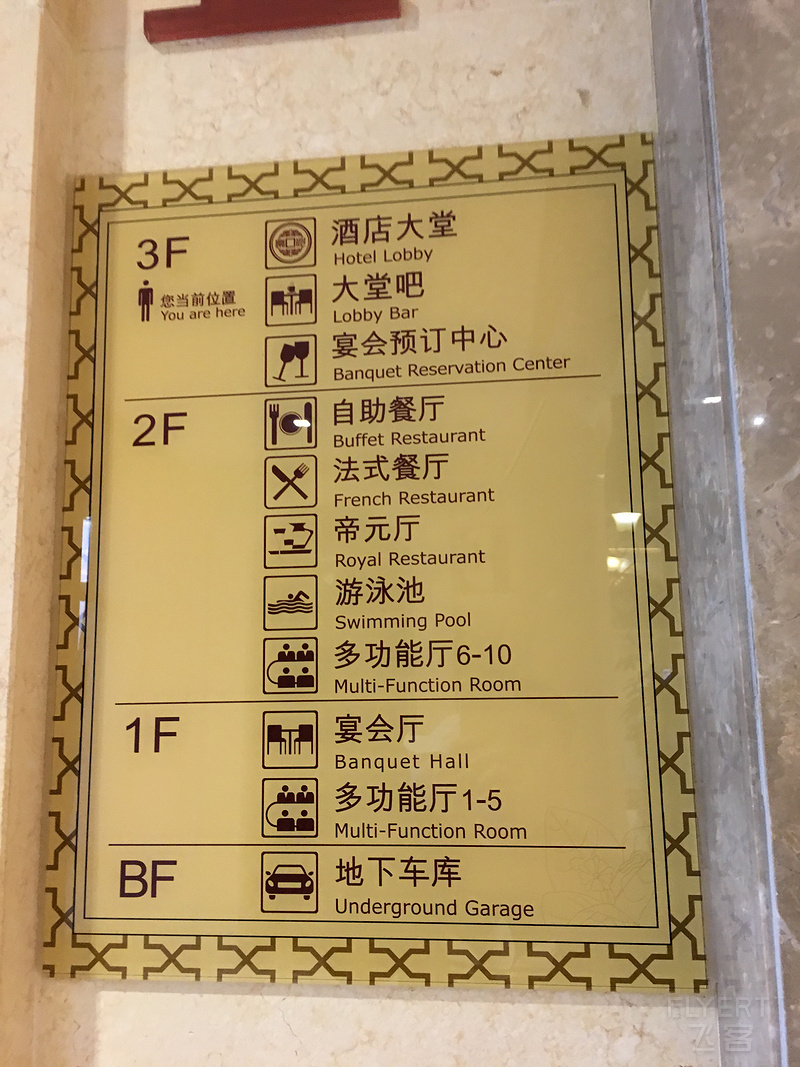 3F
您当前位置
You are here
酒店大堂
Hotel Lobby
大堂吧
Lobby Bar
宴会预订中心
Banquet Reservation Center
2F
自助餐厅
Buffet Restaurant
法式餐厅
French Restaurant
帝元厅
Royal Restaurant
游泳池
Swimming Pool
多功能厅6-10
Multi-Function Room
1F
宴会厅
Banquet Hall
多功能厅1-5
Multi-Function Room
BF
地下车库
Underground Garage
FLYERT
飞客